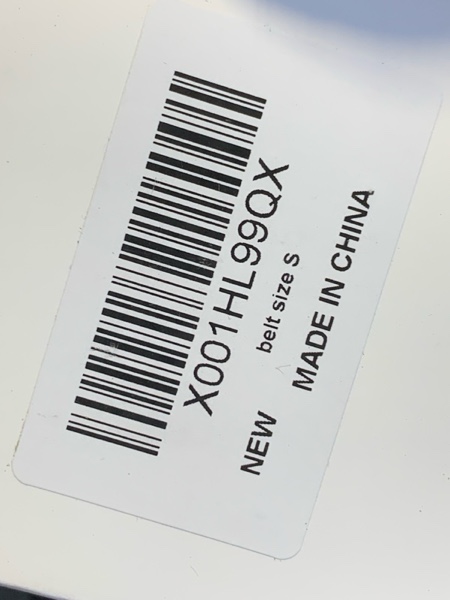 X001HL99QX
belt size S
NEW
MADE IN CHINA